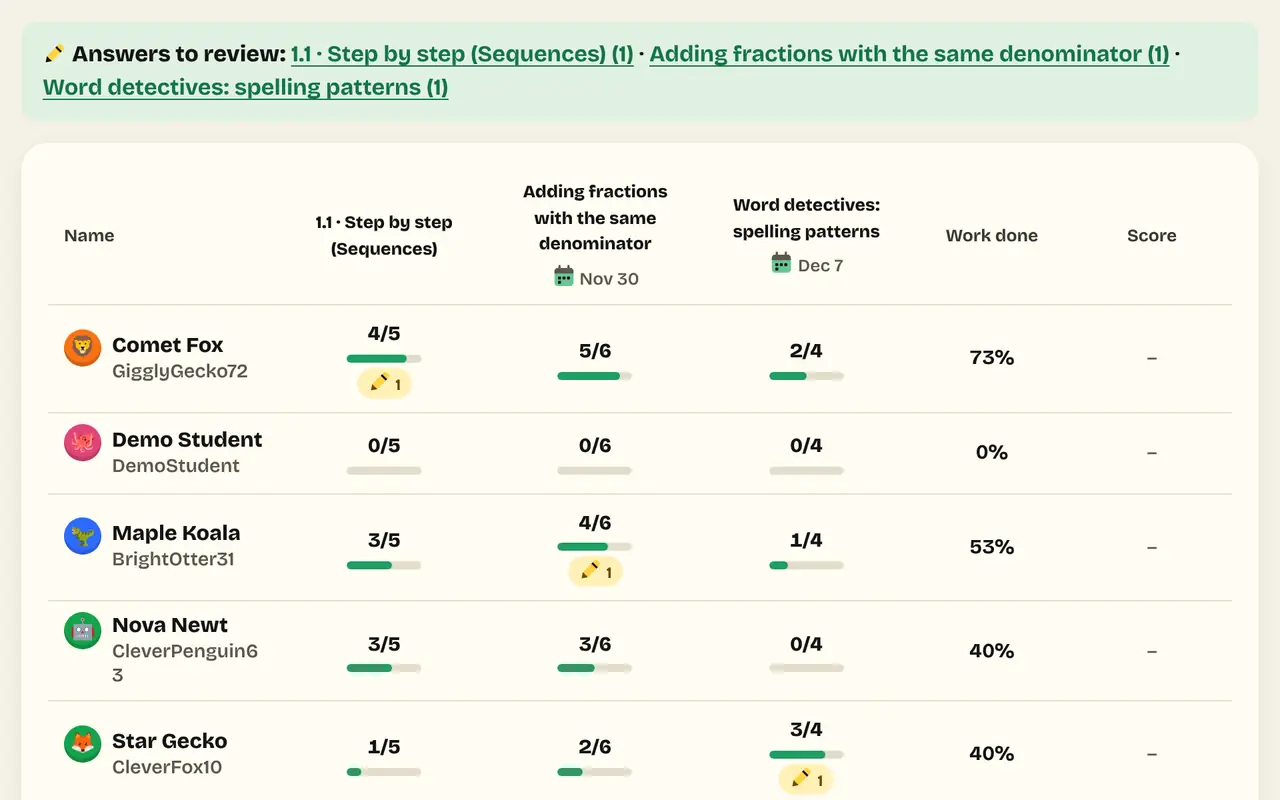 Answers to review: 1.1 · Step by step (Sequences) (1) · Adding fractions with the same denominator (1) ·
Word detectives: spelling patterns (1)
Name
1.1 · Step by step
(Sequences)
Adding fractions
with the same
denominator
Nov 30
Word detectives:
spelling patterns
Dec 7
Work done
Score
Comet Fox
GigglyGecko72
4/5
1
5/6
2/4
73%
–
Demo Student
DemoStudent
0/5
0/6
0/4
0%
–
Maple Koala
BrightOtter31
3/5
4/6
1
1/4
53%
–
Nova Newt
CleverPenguin6
3
3/5
3/6
0/4
40%
–
Star Gecko
CleverFox10
1/5
2/6
3/4
1
40%
–